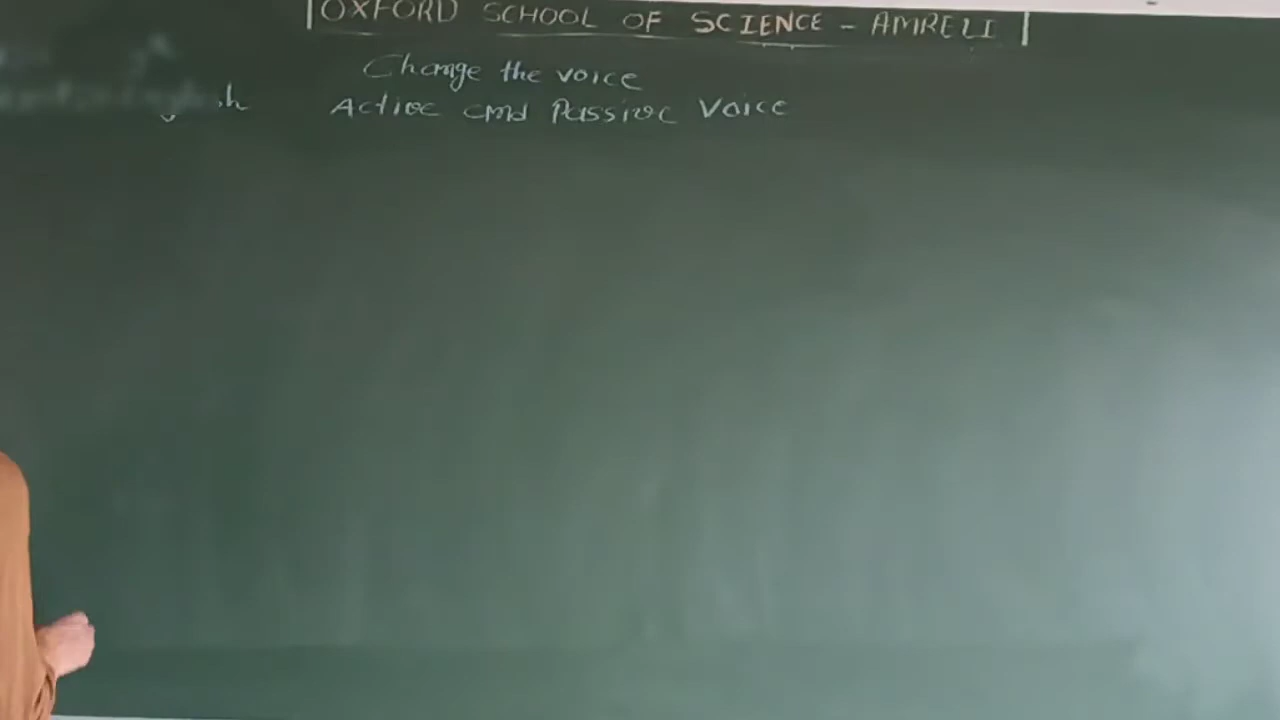 OXFORD SCHOOL OF SCIENCE - AMRELI
Change the voice
Active and Passive Voice